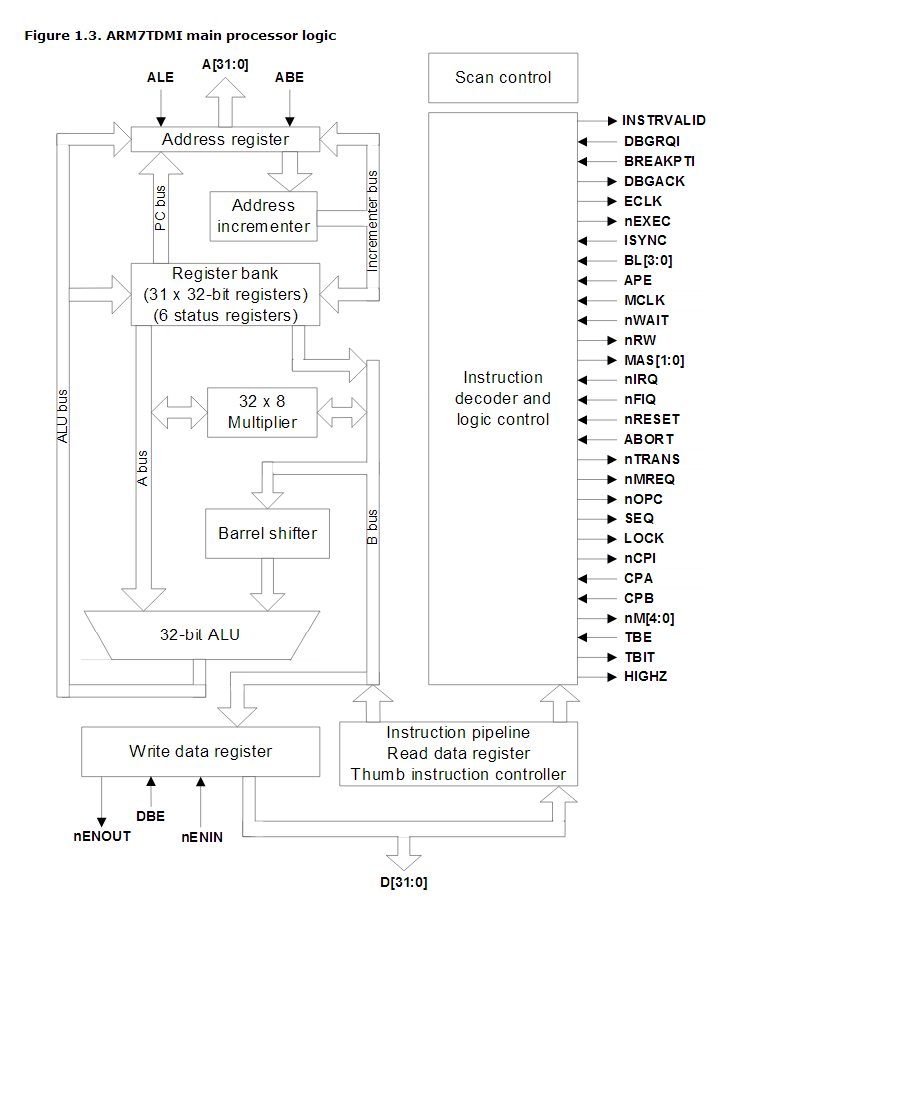 Figure 1.3. ARM7TDMI main processor logic
A[31:0]
ALE
ABE
Scan control
Address register
PC bus
Incrementer bus
Address
incrementer
Register bank
(31 x 32-bit registers)
(6 status registers)
ALU bus
A bus
32 x 8
Multiplier
B bus
Barrel shifter
32-bil ALU
Write data register
nENOUT
DBE
nENIN
Instruction pipeline
Read data register
Thumb instruction controller
D[31:0]
Instruction
decoder and
logic control
INSTRVALID
DBGRQI
BREAKPTI
DBGACK
ECLK
nEXEC
ISYNC
BL[3:0]
APE
MCLK
nWAIT
nRW
MAS[1:0]
nIRQ
nFIQ
nRESET
ABORT
nTRANS
nMREQ
nOPC
SEQ
LOCK
nCPI
CPA
CPB
nM[4:0]
TBE
TBIT
HIGHZ